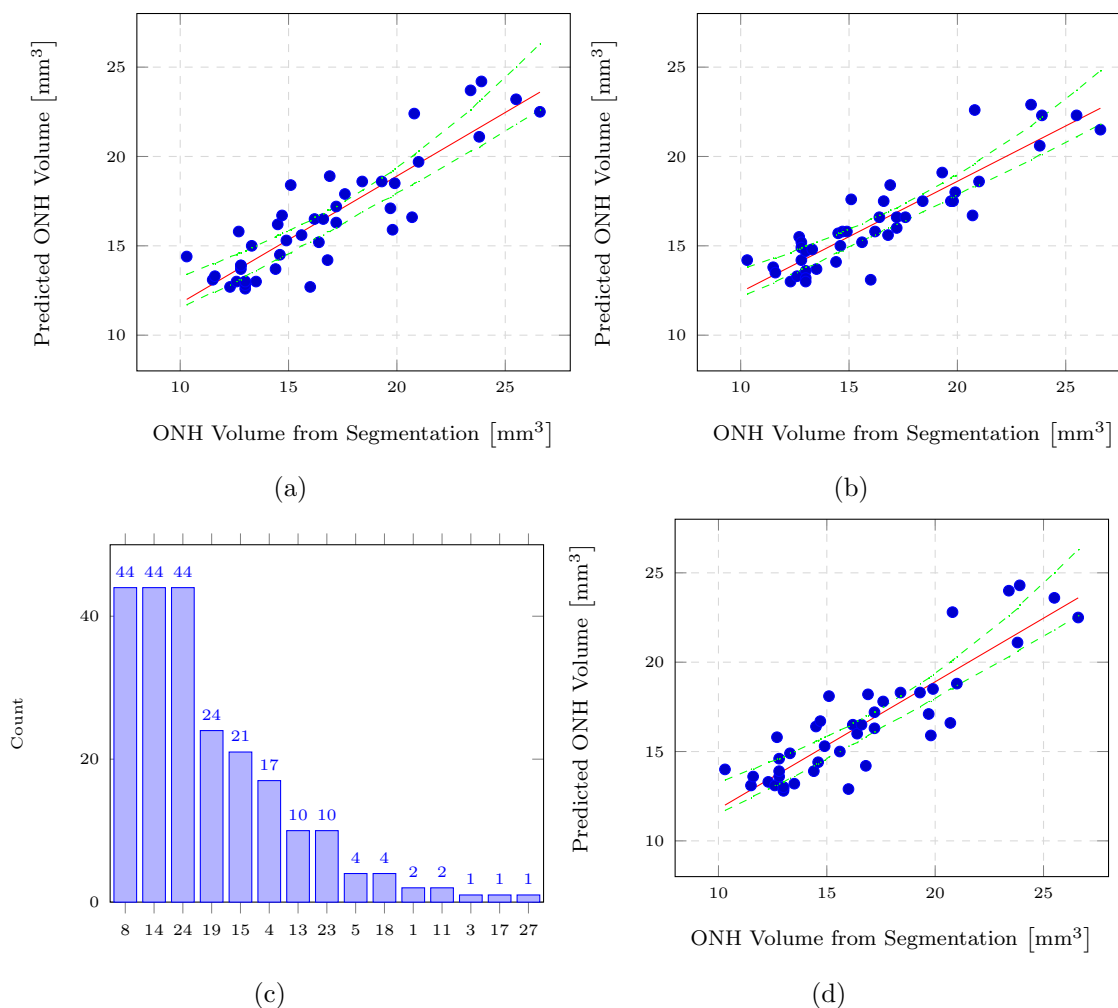 Predicted ONH Volume [mm³]
25
20
15
10
10 15 20 25
ONH Volume from Segmentation [mm³]
(a)
Predicted ONH Volume [mm³]
25
20
15
10
10 15 20 25
ONH Volume from Segmentation [mm³]
(b)
Count
40
20
0
44 44 44 24 21 17 10 10 4 4 2 2 1 1 1
8 14 24 19 15 4 13 23 5 18 1 11 3 17 27
(c)
Predicted ONH Volume [mm³]
25
20
15
10
10 15 20 25
ONH Volume from Segmentation [mm³]
(d)